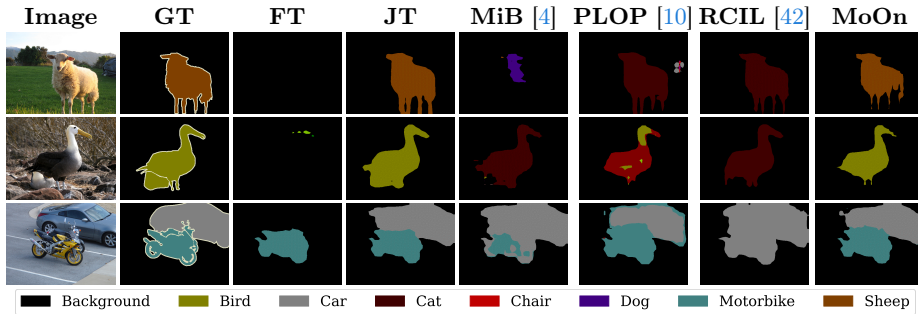 Image GT FT JT MiB [4] PLOP [10] RCIL [42] MoOn
Background Bird Car Cat Chair Dog Motorbike Sheep